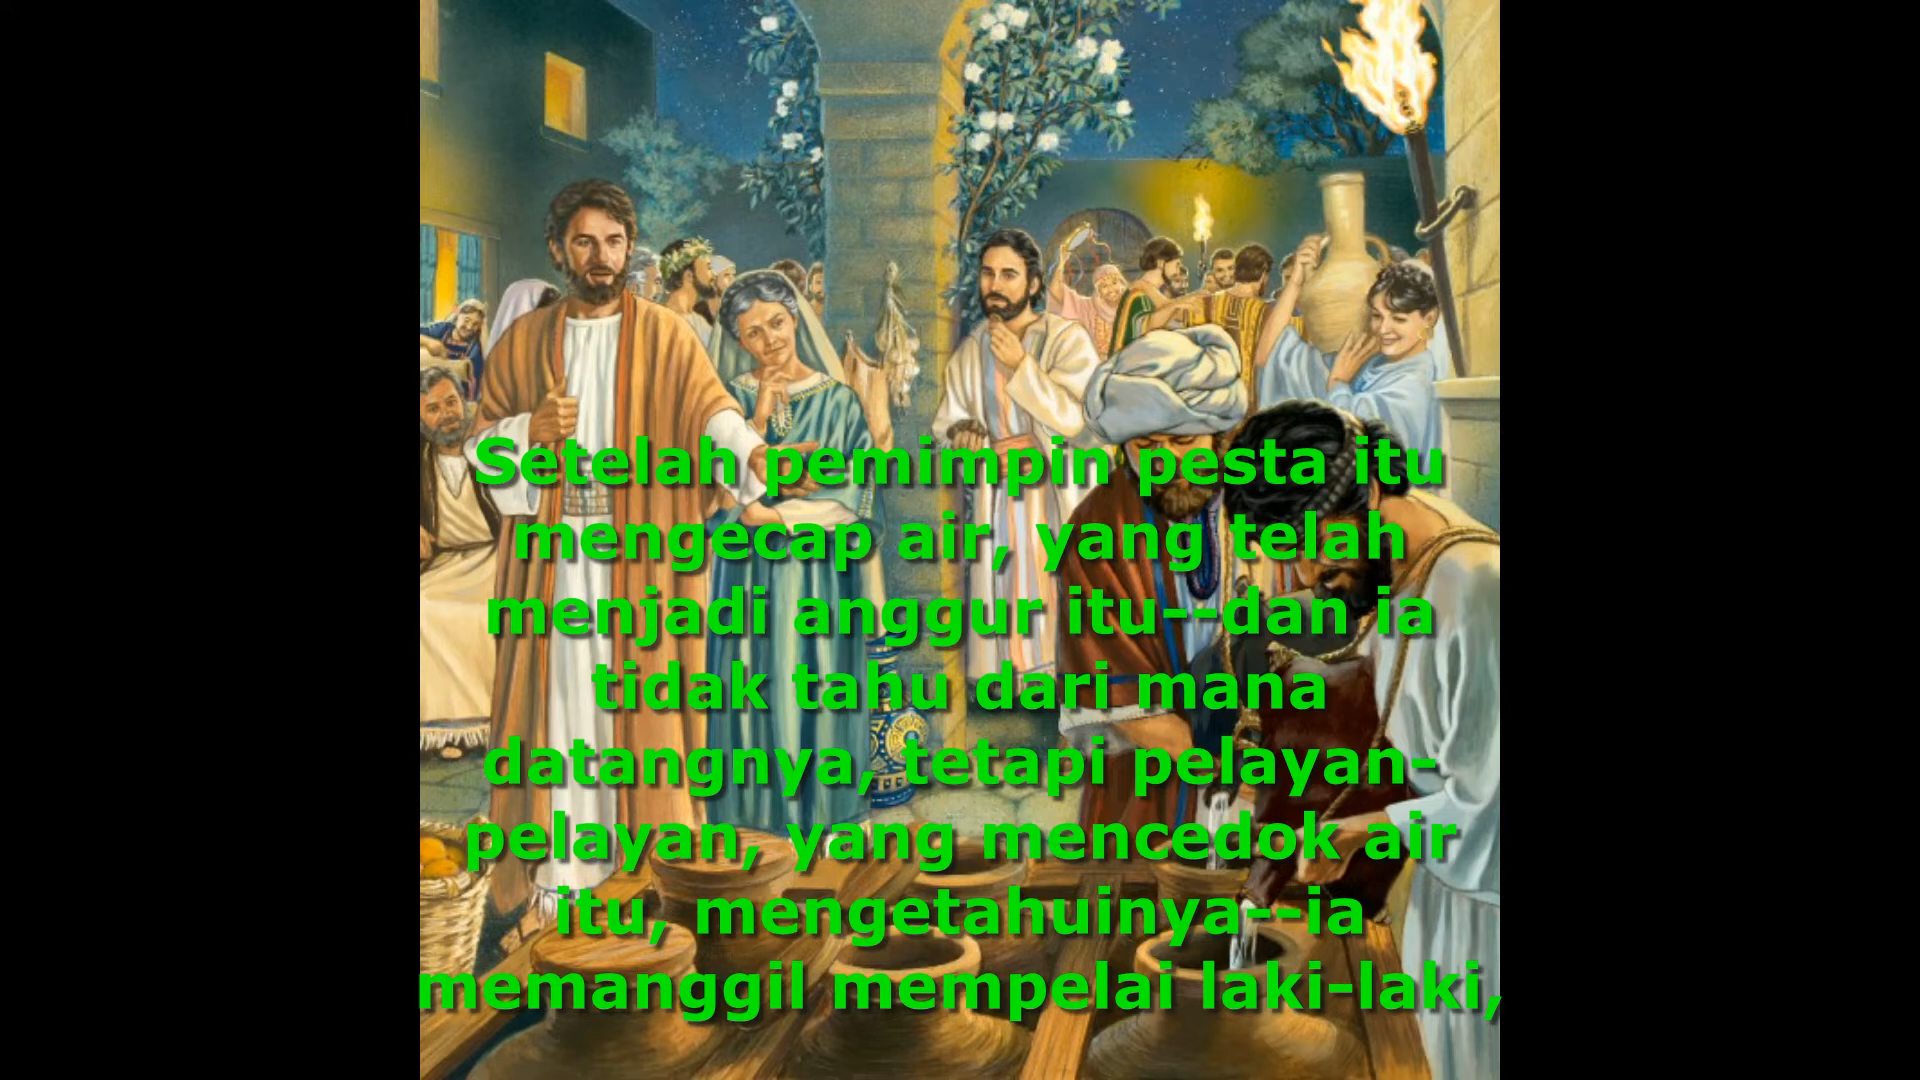 Setelah pemimpin pesta itu
mengecap air, yang telah
menjadi anggur itu--dan ia
tidak tahu dari mana
datangnya, tetapi pelayan-
pelayan, yang mencedok air
itu, mengetahuinya--ia
memanggil mempelai laki-laki,